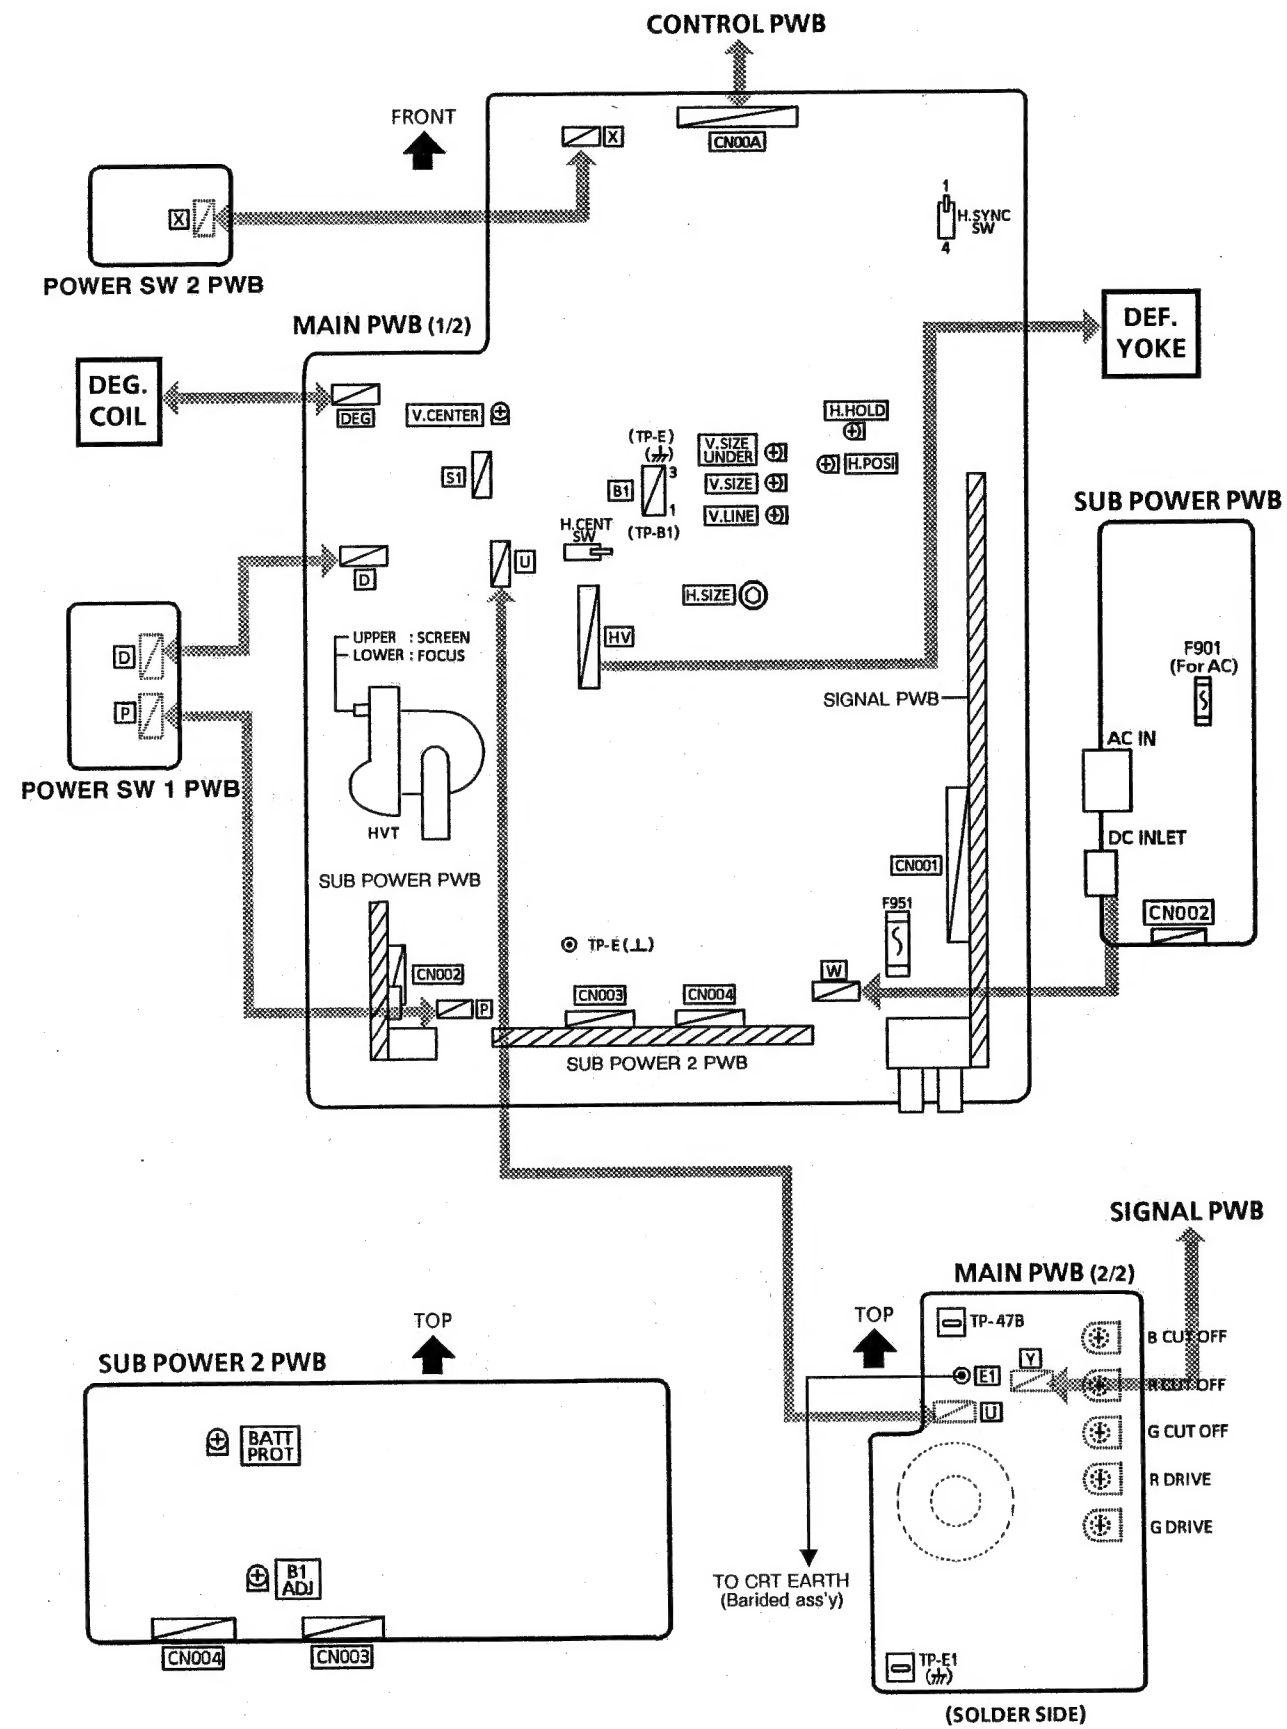 CONTROL PWB
FRONT
X
CN00A
X
1
H.SYNC
SW
4
POWER SW 2 PWB
MAIN PWB (1/2)
DEF.
YOKE
DEG.
COIL
DEG
V.CENTER
H.HOLD
(TP-E)
V.SIZE
UNDER
H.POSI
S1
3
B1
V.SIZE
1
V.LINE
(TP-B1)
H.CENT
SW
SUB POWER PWB
D
U
H.SIZE
HV
UPPER : SCREEN
LOWER : FOCUS
D
P
F901
(For AC)
SIGNAL PWB
AC IN
POWER SW 1 PWB
HVT
DC INLET
CN001
SUB POWER PWB
F951
CN002
TP-E (⊥)
W
CN002
CN003
CN004
P
SUB POWER 2 PWB
SIGNAL PWB
MAIN PWB (2/2)
TOP
TOP
TP-47B
B CUT OFF
SUB POWER 2 PWB
Y
E1
R CUT OFF
U
G CUT OFF
BATT
PROT
R DRIVE
G DRIVE
B1
ADJ
TO CRT EARTH
(Barided ass'y)
CN004
CN003
TP-E1
(SOLDER SIDE)